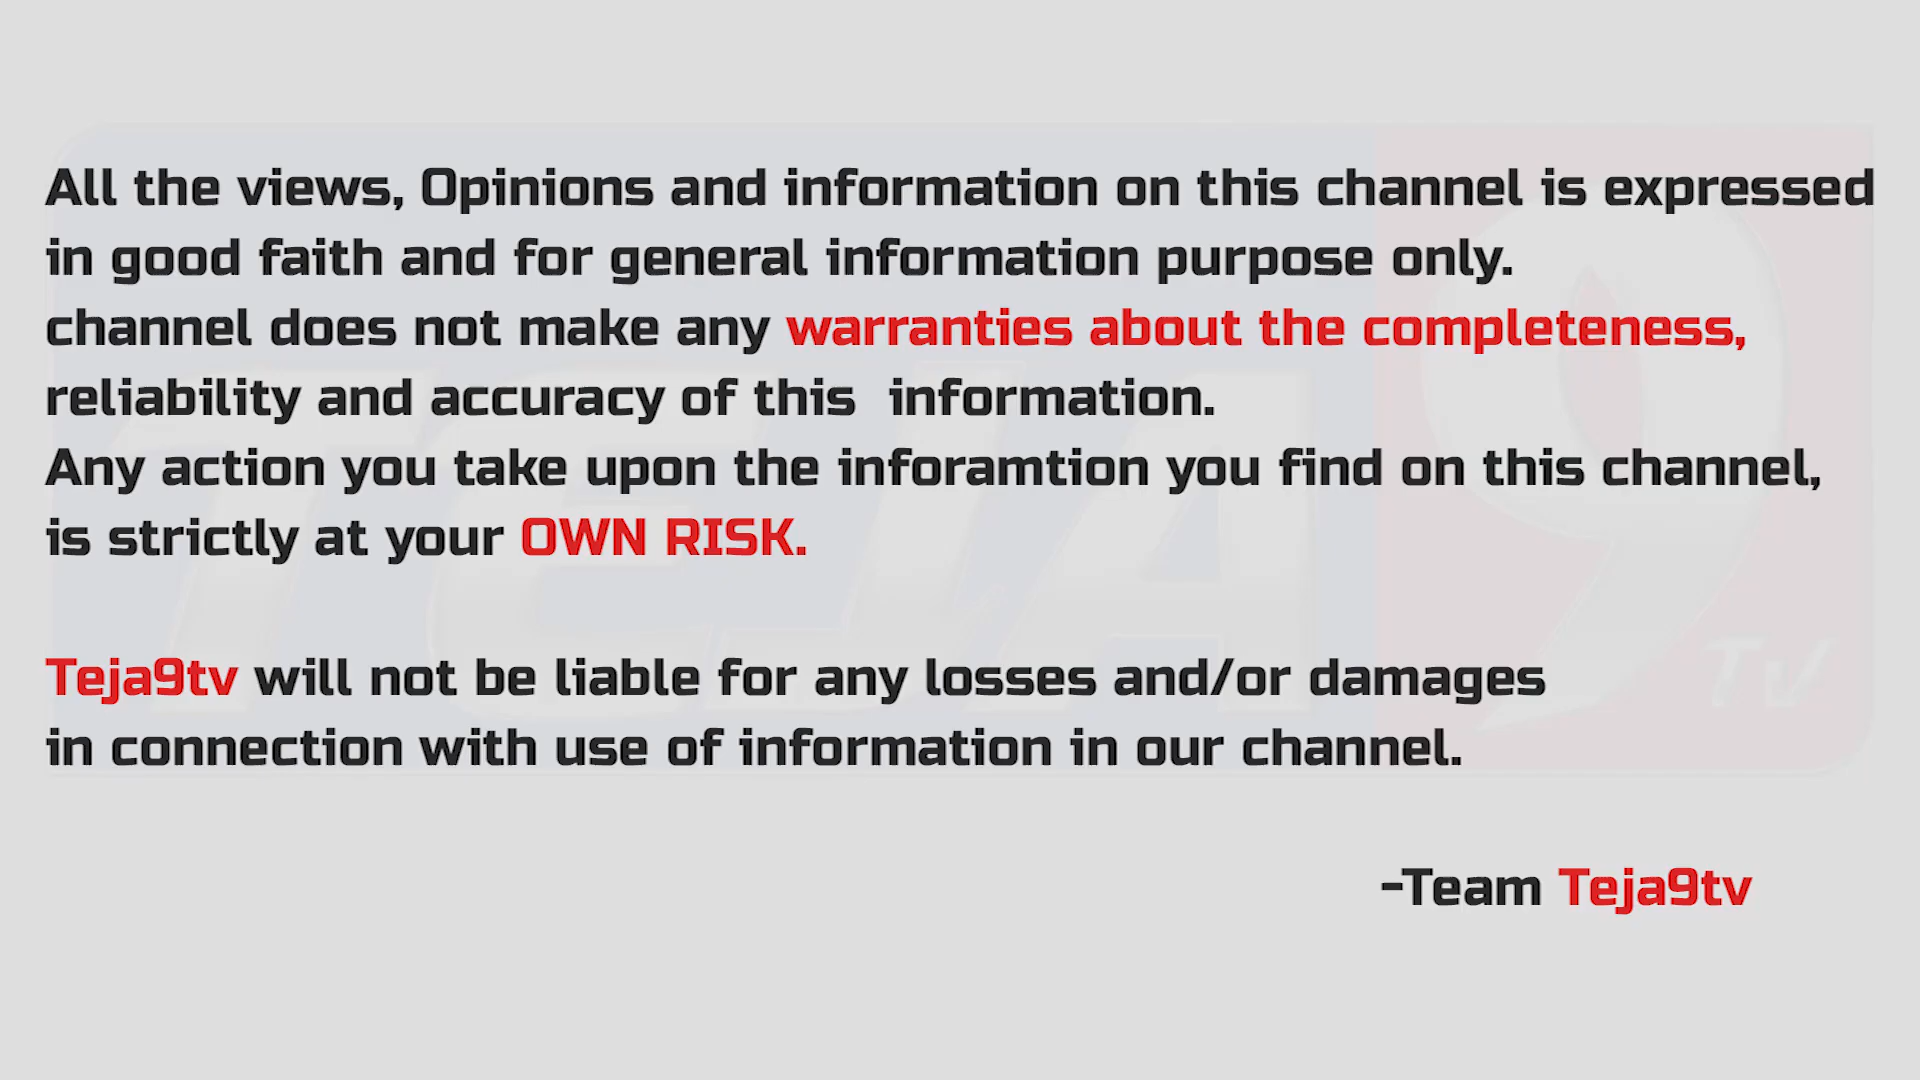 All the views, Opinions and information on this channel is expressed
in good faith and for general information purpose only.
channel does not make any warranties about the completeness,
reliability and accuracy of this  information.
Any action you take upon the inforamtion you find on this channel,
is strictly at your OWN RISK.
Teja9tv will not be liable for any losses and/or damages
in connection with use of information in our channel.
-Team Teja9tv
TEJA 9 TV